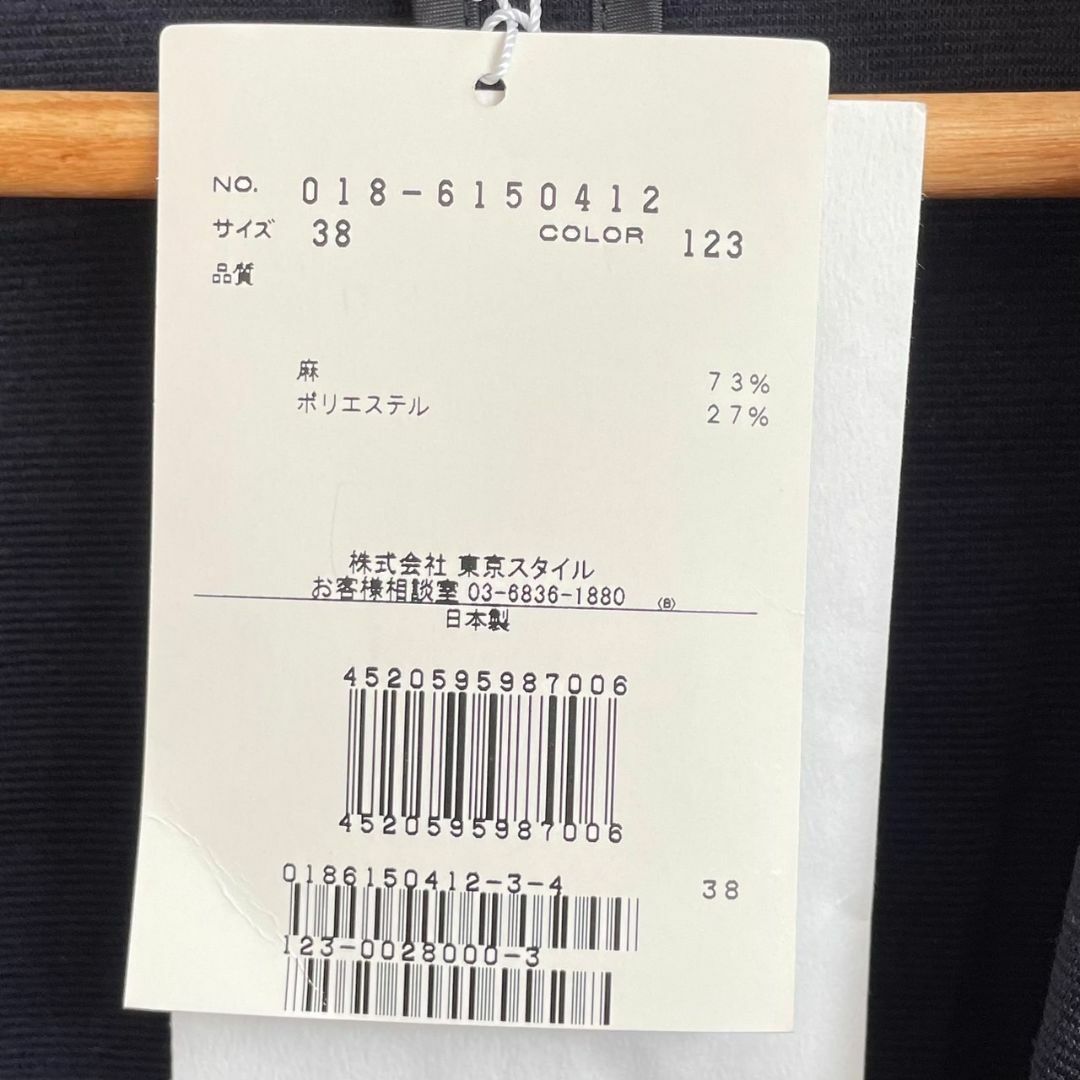 NO. 018-6150412
サイズ 38 COLOR 123
品質
麻 73%
ポリエステル 27%
株式会社 東京スタイル
お客様相談室 03-6836-1880 (B)
日本製
4520595987006
4520595987006
0186150412-3-4 38
123-0028000-3